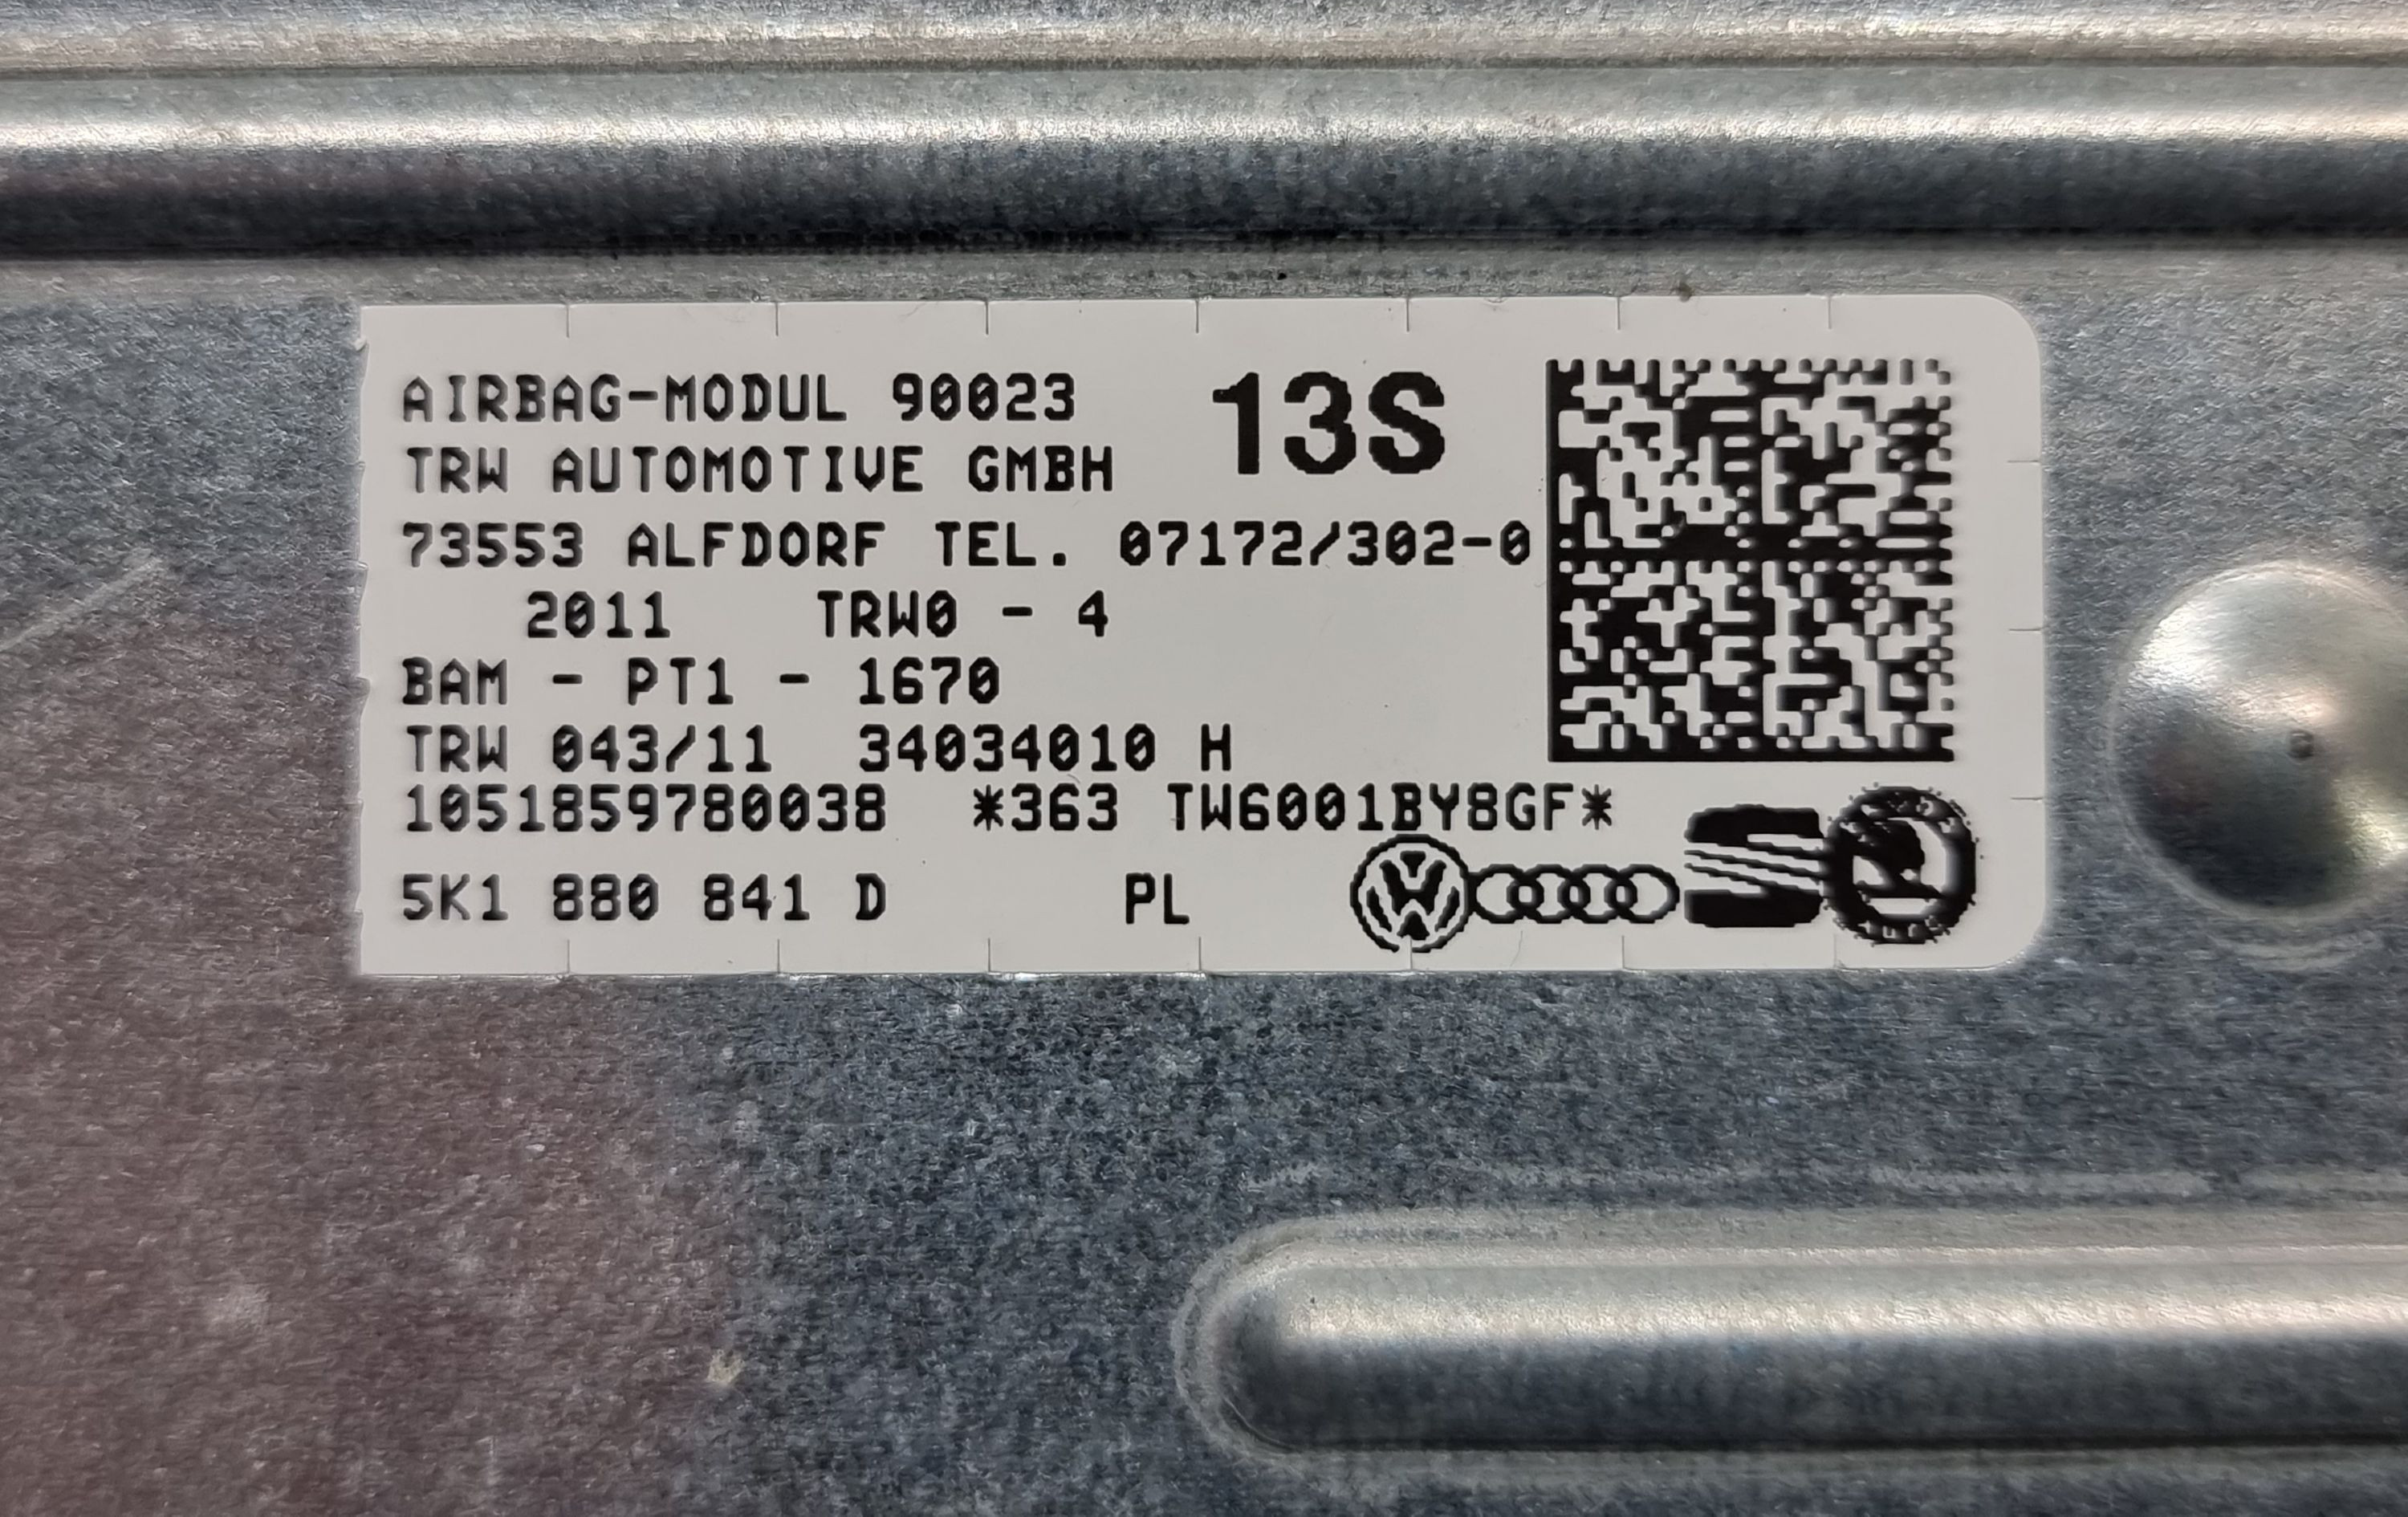 AIRBAG-MODUL 90023 13S
TRW AUTOMOTIVE GMBH
73553 ALFDORF TEL. 07172/302-0
2011 TRW0 - 4
BAM - PT1 - 1670
TRW 043/11 34034010 H
1051859780038 *363 TW6001BY8GF*
5K1 880 841 D PL